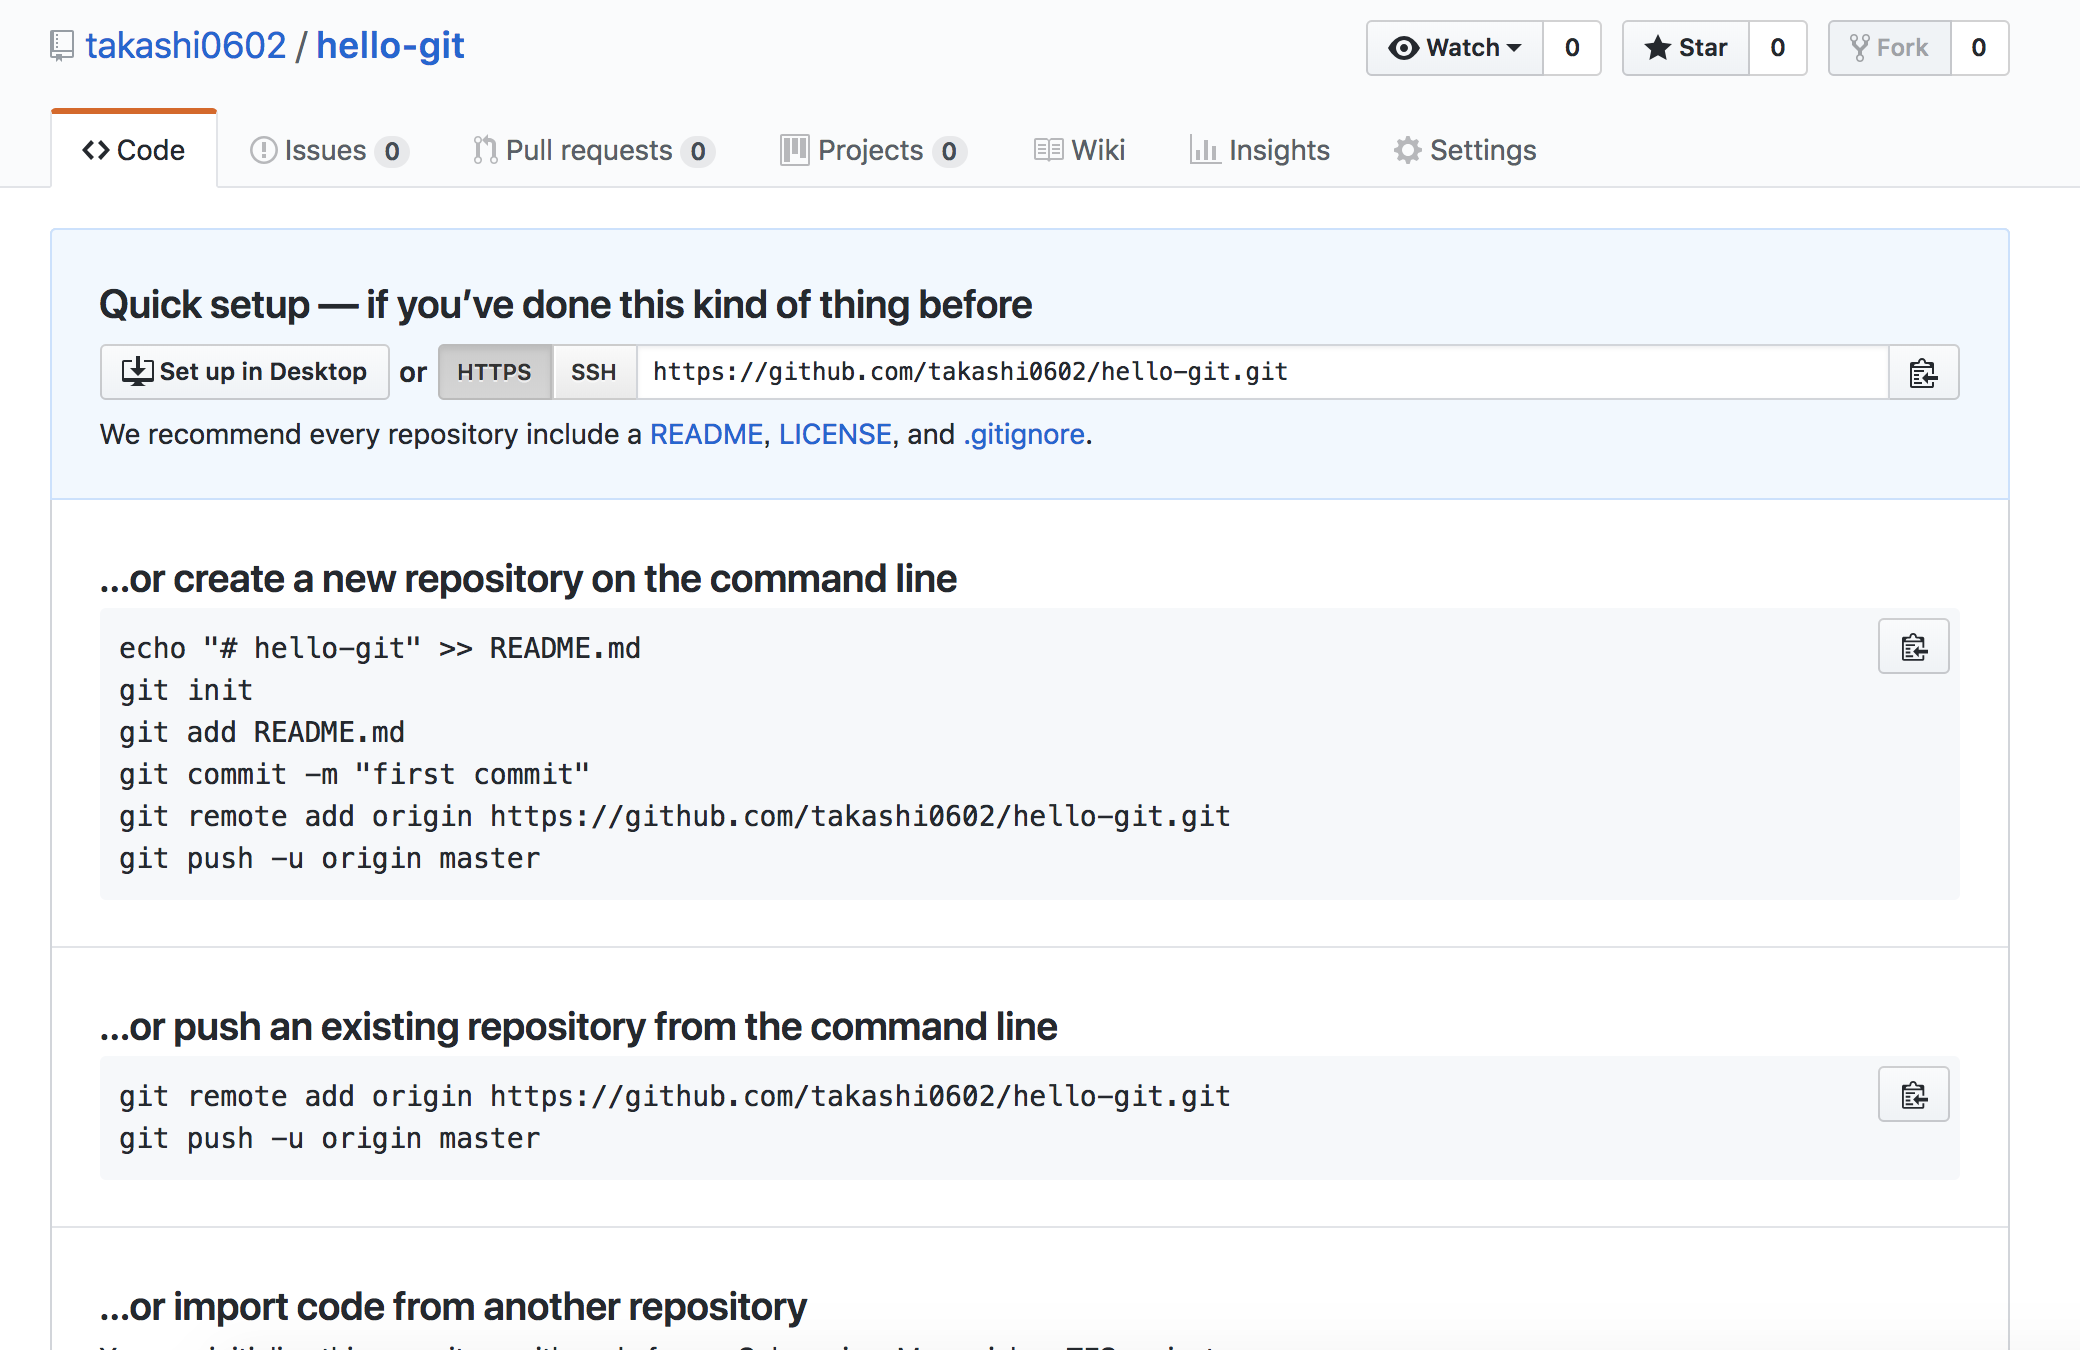 takashi0602 / hello-git
Watch 0 Star 0 Fork 0
Code Issues 0 Pull requests 0 Projects 0 Wiki Insights Settings
Quick setup — if you’ve done this kind of thing before
Set up in Desktop or HTTPS SSH https://github.com/takashi0602/hello-git.git
We recommend every repository include a README, LICENSE, and .gitignore.
…or create a new repository on the command line
echo "# hello-git" >> README.md
git init
git add README.md
git commit -m "first commit"
git remote add origin https://github.com/takashi0602/hello-git.git
git push -u origin master
…or push an existing repository from the command line
git remote add origin https://github.com/takashi0602/hello-git.git
git push -u origin master
…or import code from another repository